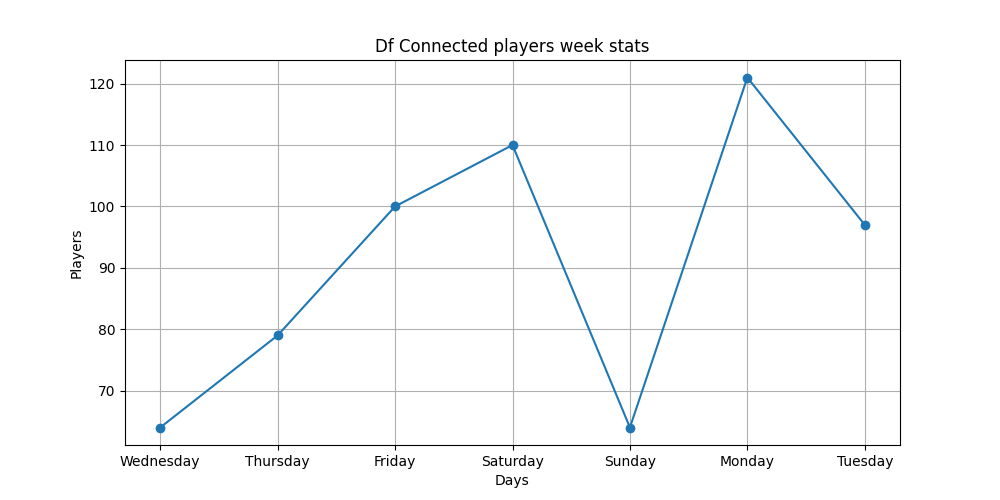 Df Connected players week stats
120
110
100
90
80
70
Players
Wednesday Thursday Friday Saturday Sunday Monday Tuesday
Days